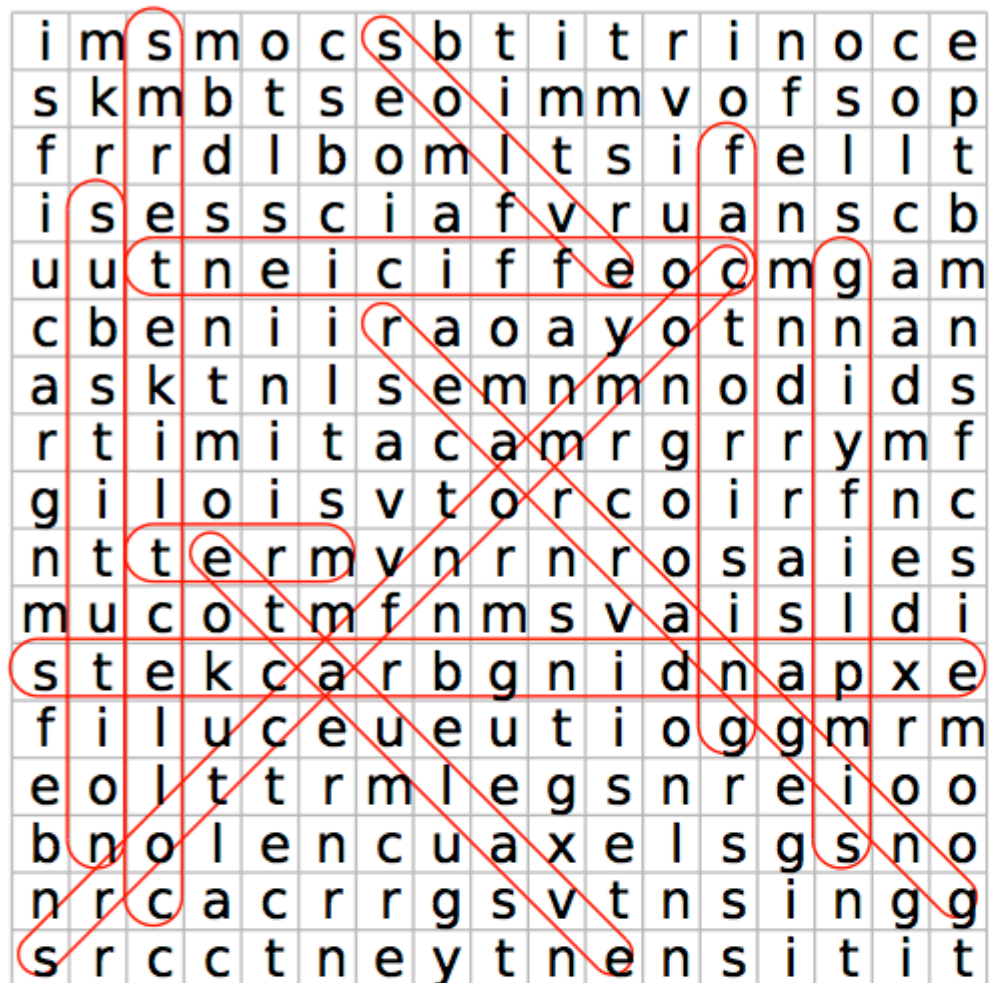 i m s m o c s b t i t r i n o c e
s k m b t s e o i m m v o f s o p
f r r d l b o m l t s i f e l l t
i s e s s c i a f v r u a n s c b
u u t n e i c i f f e o c m g a m
c b e n i i r a o a y o t n n a n
a s k t n l s e m n m n o d i d s
r t i m i t a c a m r g r r y m f
g i l o i s v t o r c o i r f n c
n t t e r m v n r n r o s a i e s
m u c o t m f n m s v a i s l d i
s t e k c a r b g n i d n a p x e
f i l u c e u e u t i o g g m r m
e o l t t r m l e g s n r e i o o
b n o l e n c u a x e l s g s n o
n r c a c r r g s v t n s i n g g
s r c c t n e y t n e n s i t i t